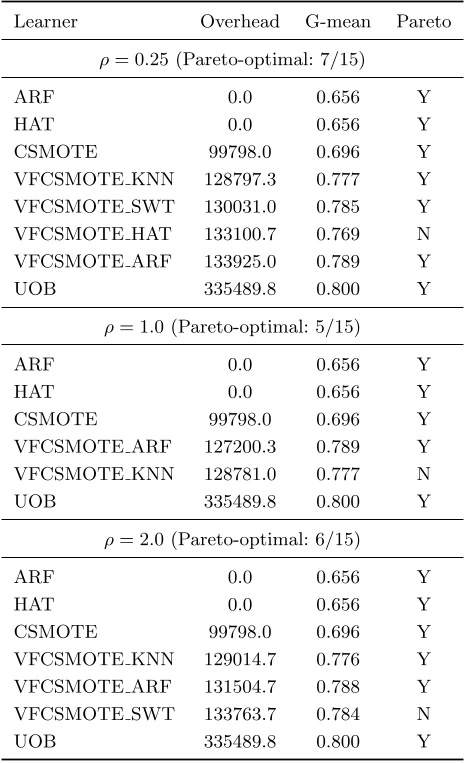 Learner Overhead G-mean Pareto
ρ = 0.25 (Pareto-optimal: 7/15)
ARF 0.0 0.656 Y
HAT 0.0 0.656 Y
CSMOTE 99798.0 0.696 Y
VFCSMOTE_KNN 128797.3 0.777 Y
VFCSMOTE_SWT 130031.0 0.785 Y
VFCSMOTE_HAT 133100.7 0.769 N
VFCSMOTE_ARF 133925.0 0.789 Y
UOB 335489.8 0.800 Y
ρ = 1.0 (Pareto-optimal: 5/15)
ARF 0.0 0.656 Y
HAT 0.0 0.656 Y
CSMOTE 99798.0 0.696 Y
VFCSMOTE_ARF 127200.3 0.789 Y
VFCSMOTE_KNN 128781.0 0.777 N
UOB 335489.8 0.800 Y
ρ = 2.0 (Pareto-optimal: 6/15)
ARF 0.0 0.656 Y
HAT 0.0 0.656 Y
CSMOTE 99798.0 0.696 Y
VFCSMOTE_KNN 129014.7 0.776 Y
VFCSMOTE_ARF 131504.7 0.788 Y
VFCSMOTE_SWT 133763.7 0.784 N
UOB 335489.8 0.800 Y